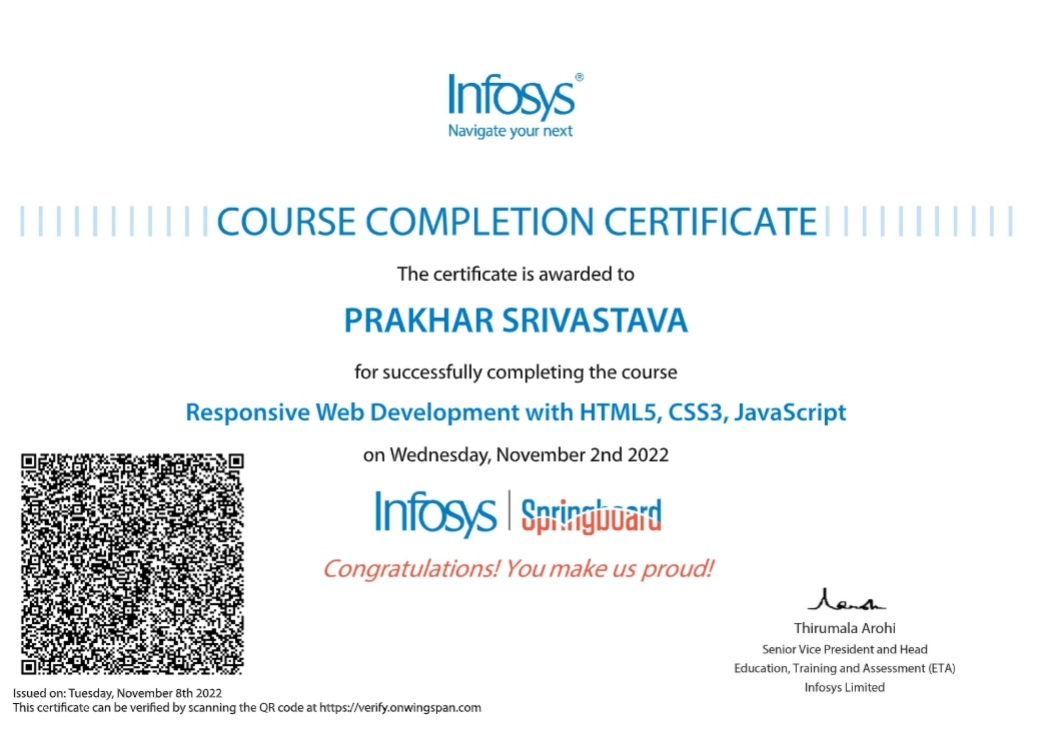 Infosys®
Navigate your next
COURSE COMPLETION CERTIFICATE
The certificate is awarded to
PRAKHAR SRIVASTAVA
for successfully completing the course
Responsive Web Development with HTML5, CSS3, JavaScript
on Wednesday, November 2nd 2022
Infosys | Springboard
Congratulations! You make us proud!
Thirumala Arohi
Senior Vice President and Head
Education, Training and Assessment (ETA)
Infosys Limited
Issued on: Tuesday, November 8th 2022
This certificate can be verified by scanning the QR code at https://verify.onwingspan.com